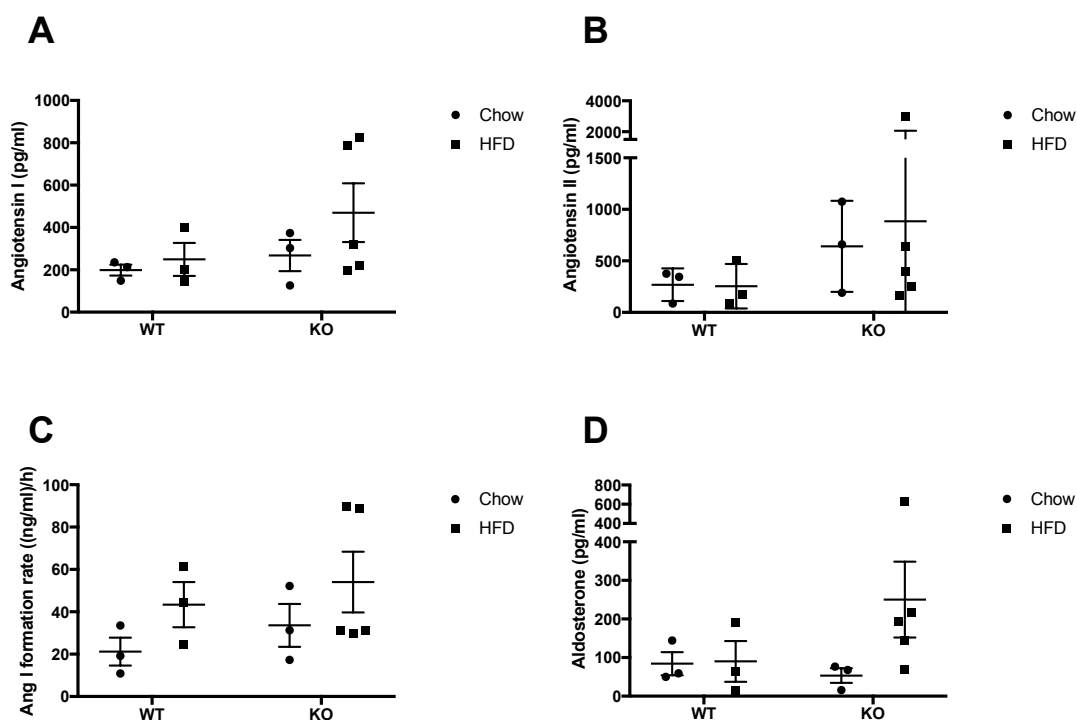 A
Angiotensin I (pg/ml)
1000
800
600
400
200
0
WT
KO
Chow
HFD
B
Angiotensin II (pg/ml)
4000
2000
1500
1000
500
0
WT
KO
Chow
HFD
C
Ang I formation rate ((ng/ml)/h)
100
80
60
40
20
0
WT
KO
Chow
HFD
D
Aldosterone (pg/ml)
800
600
400
400
300
200
100
0
WT
KO
Chow
HFD